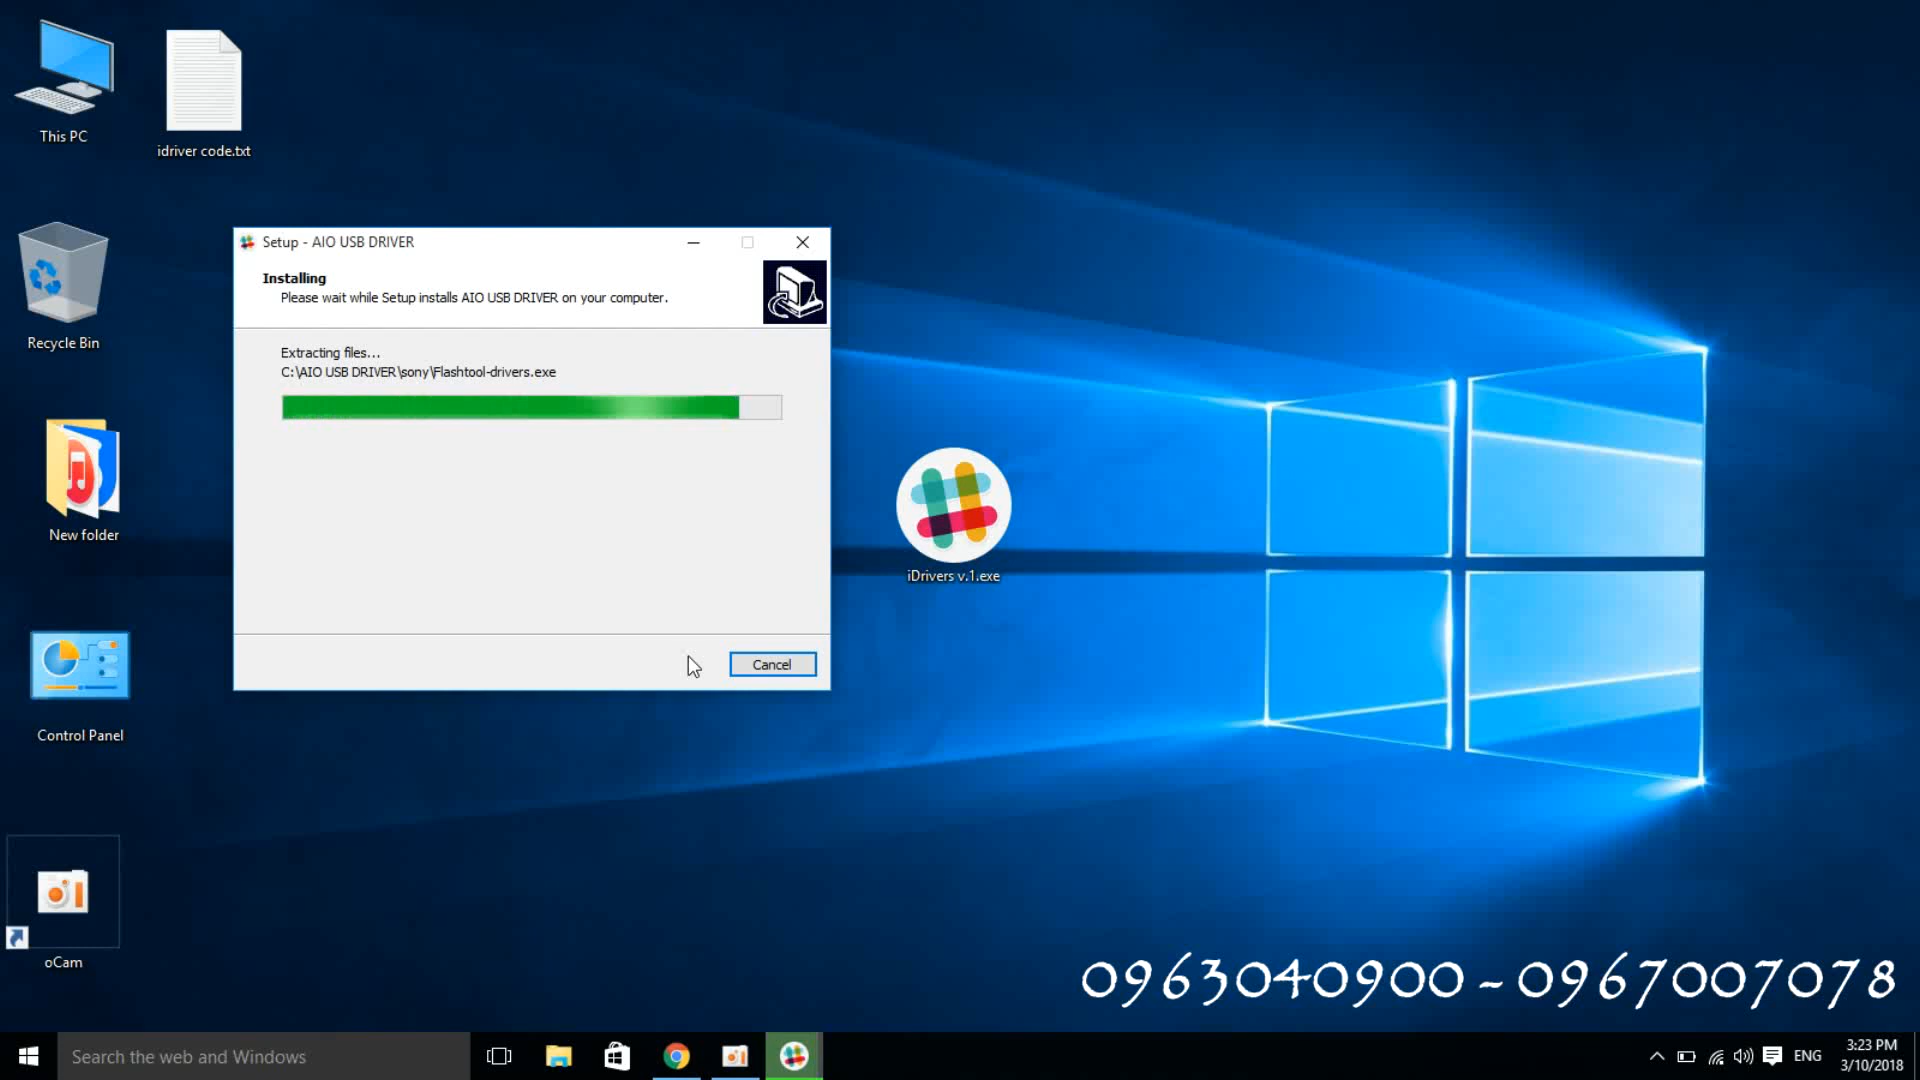 This PC
idriver code.txt
Recycle Bin
New folder
Control Panel
oCam
Setup - AIO USB DRIVER
Installing
Please wait while Setup installs AIO USB DRIVER on your computer.
Extracting files...
C:\AIO USB DRIVER\sony\Flashtool-drivers.exe
Cancel
iDrivers v.1.exe
0963040900 - 0967007078
Search the web and Windows
ENG
3:23 PM
3/10/2018